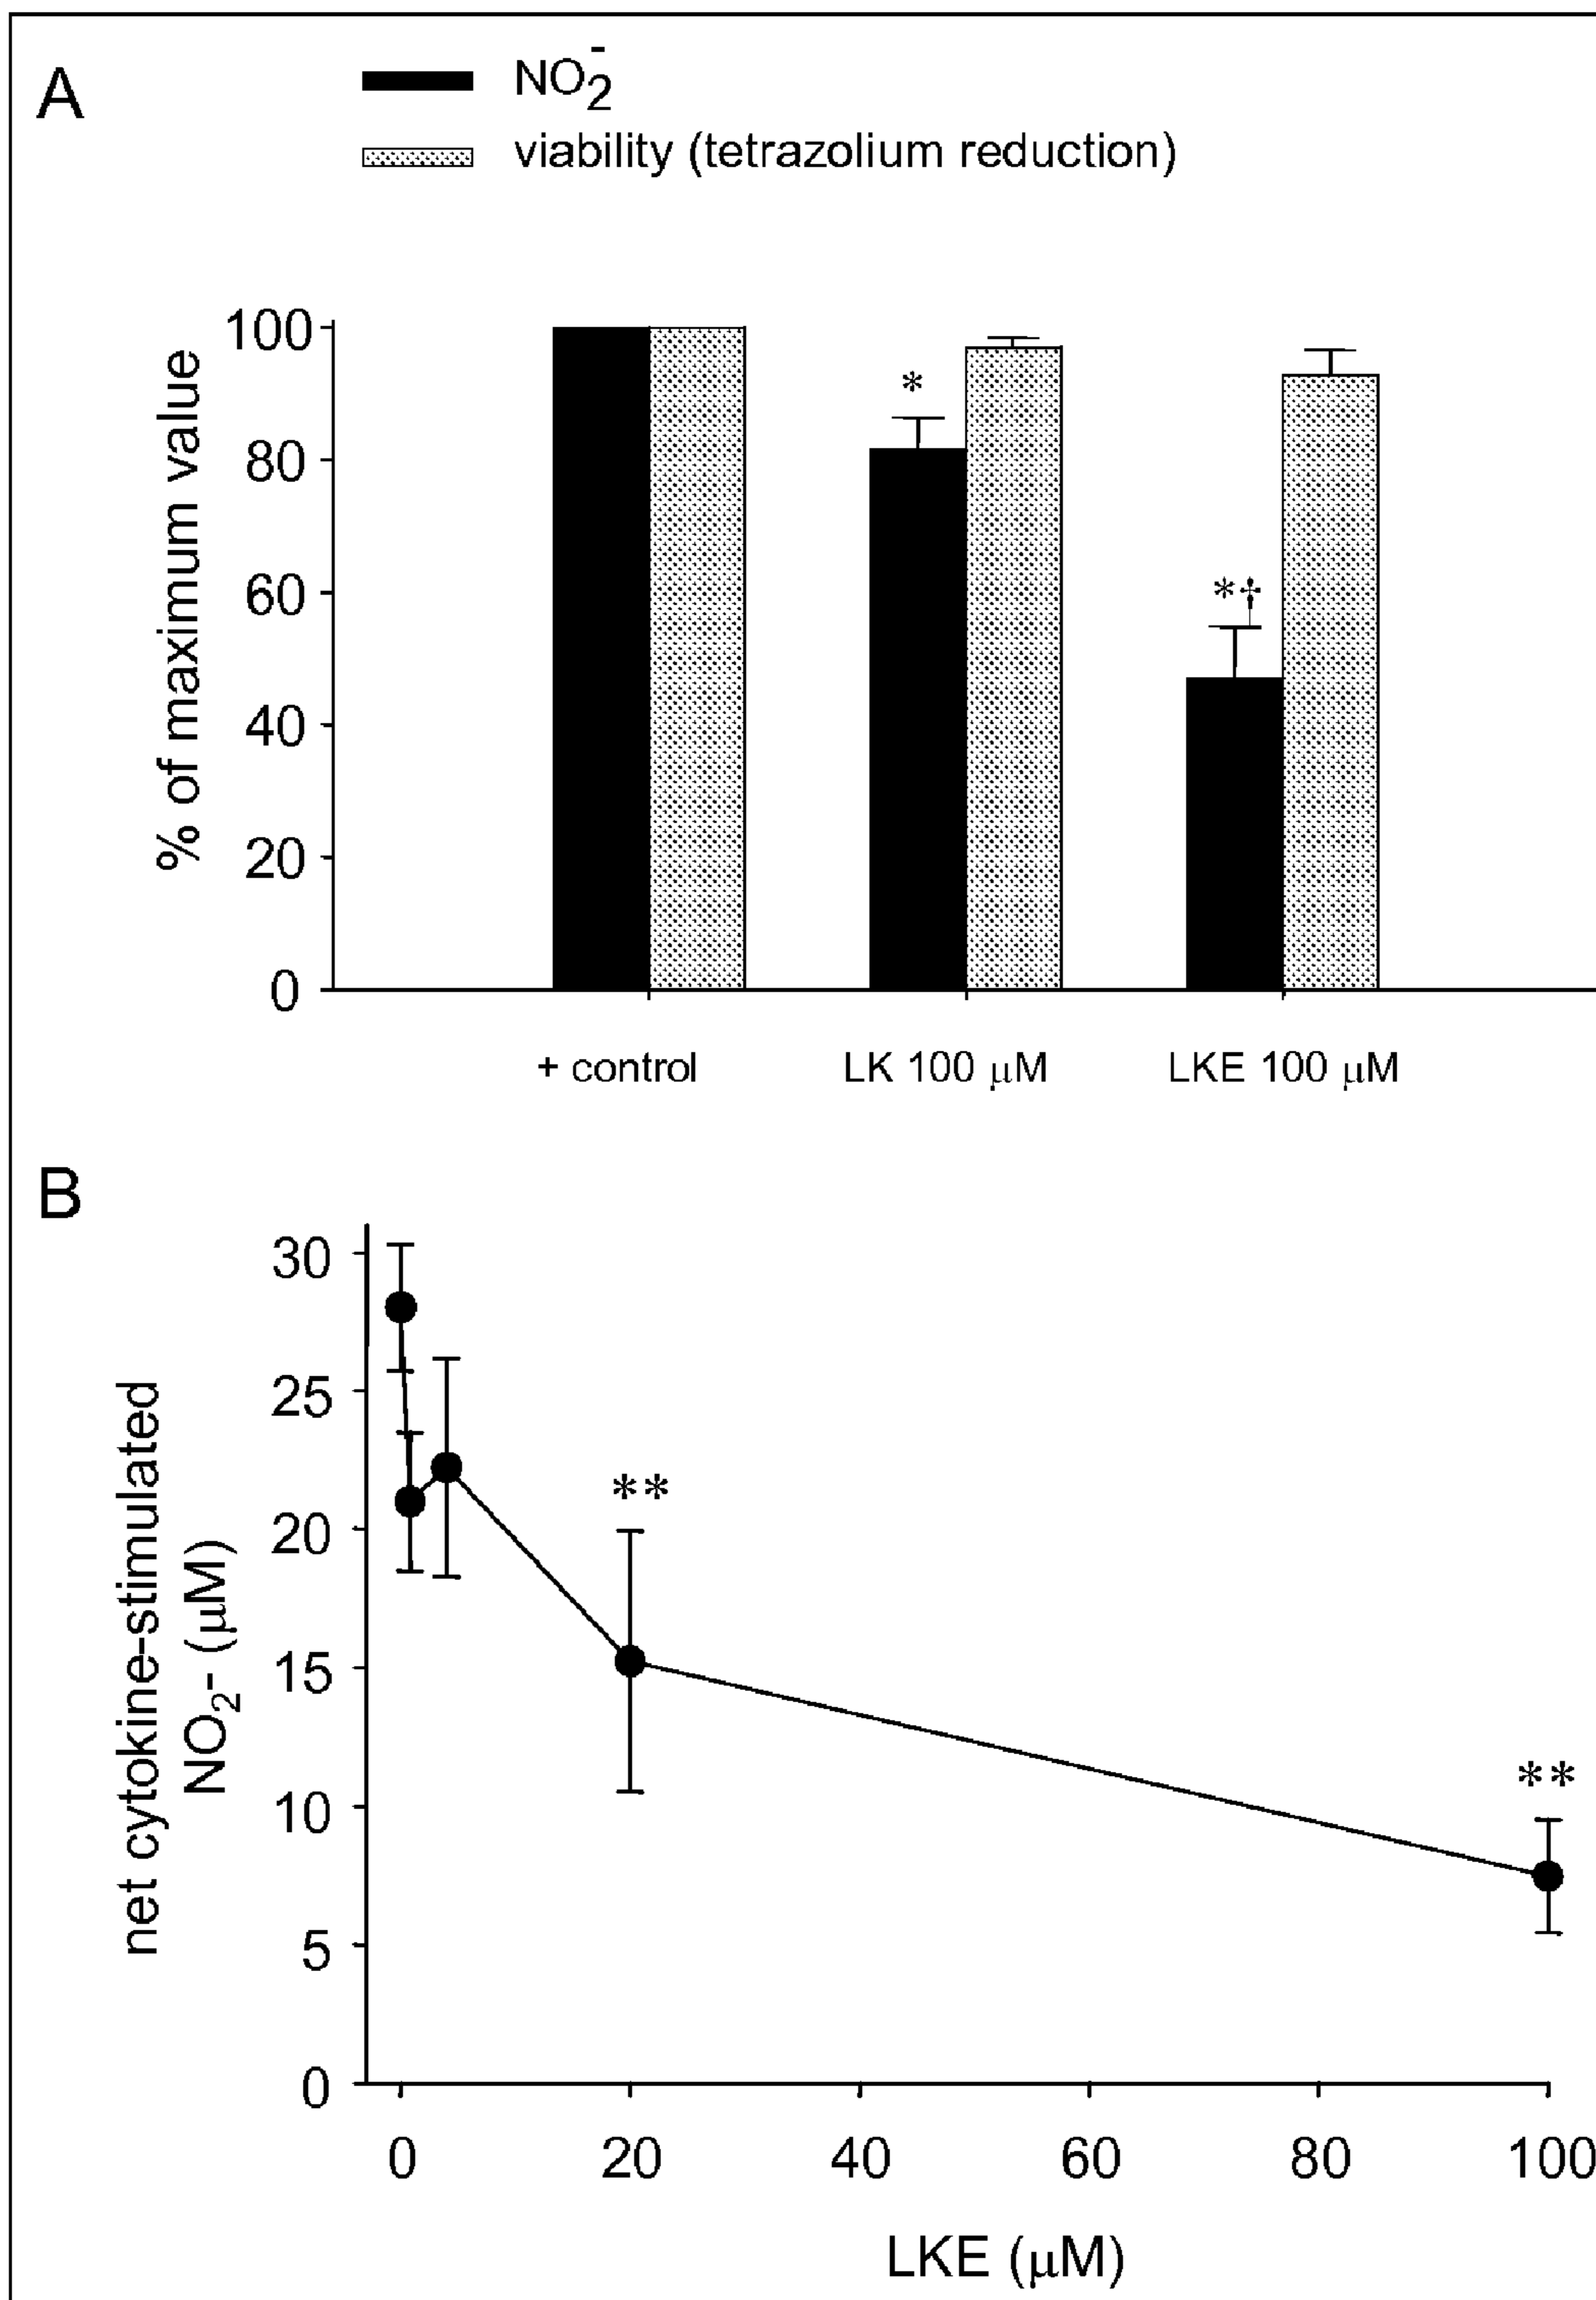 A
NO₂⁻
viability (tetrazolium reduction)
% of maximum value
100
80
60
40
20
0
*
*†
+ control
LK 100 μM
LKE 100 μM
B
net cytokine-stimulated
NO₂- (μM)
30
25
20
15
10
5
0
**
**
0
20
40
60
80
100
LKE (μM)